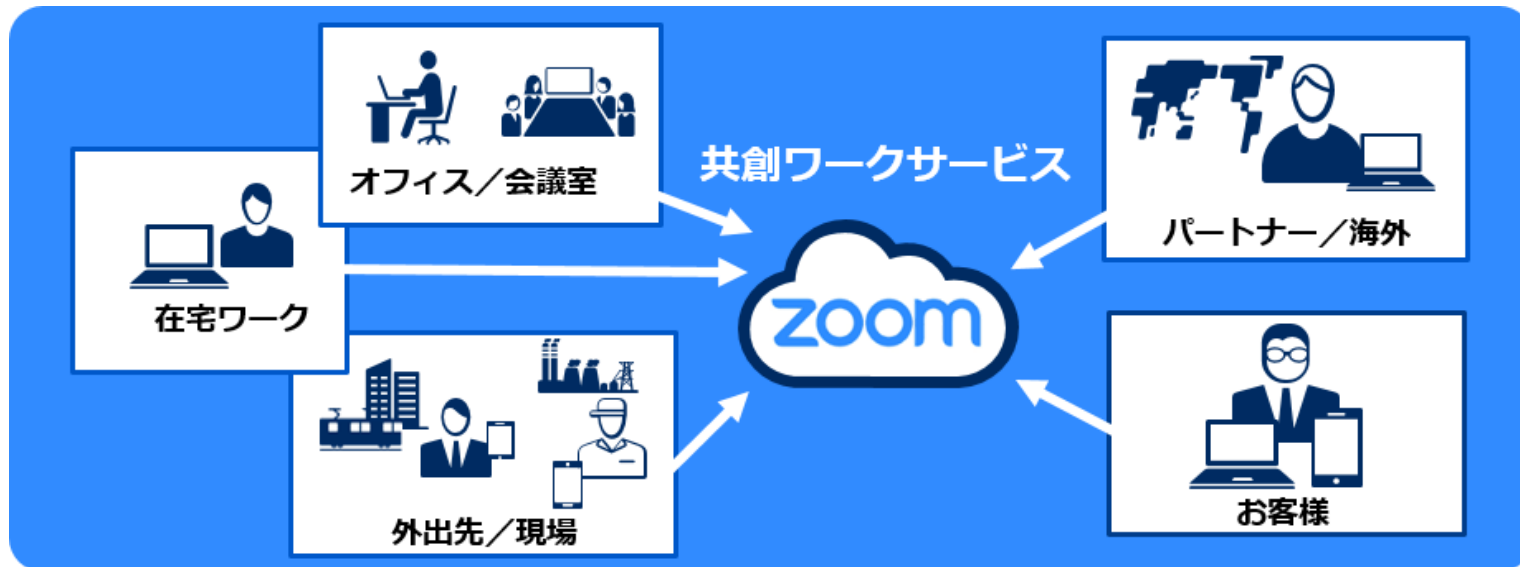 オフィス／会議室
在宅ワーク
外出先／現場
共創ワークサービス
zoom
パートナー／海外
お客様